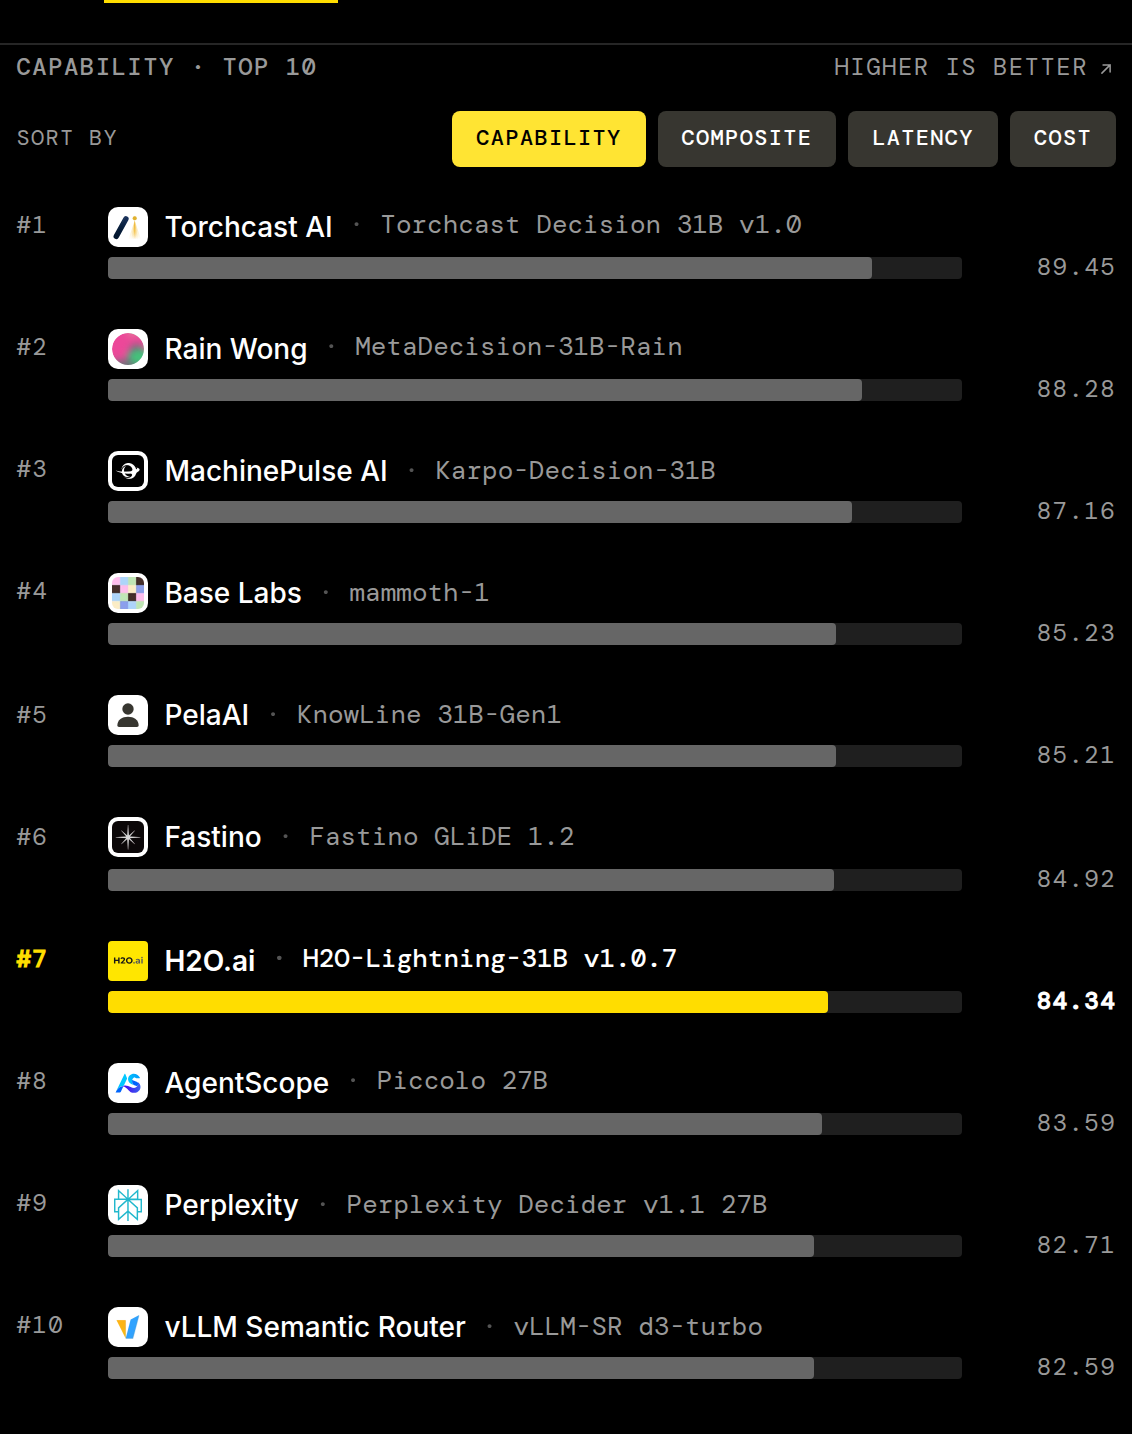 CAPABILITY · TOP 10 HIGHER IS BETTER ↗
SORT BY CAPABILITY COMPOSITE LATENCY COST
#1 Torchcast AI · Torchcast Decision 31B v1.0
89.45
#2 Rain Wong · MetaDecision-31B-Rain
88.28
#3 MachinePulse AI · Karpo-Decision-31B
87.16
#4 Base Labs · mammoth-1
85.23
#5 PelaAI · KnowLine 31B-Gen1
85.21
#6 Fastino · Fastino GLiDE 1.2
84.92
#7 H2O.ai H2O.ai · H2O-Lightning-31B v1.0.7
84.34
#8 AgentScope · Piccolo 27B
83.59
#9 Perplexity · Perplexity Decider v1.1 27B
82.71
#10 vLLM Semantic Router · vLLM-SR d3-turbo
82.59